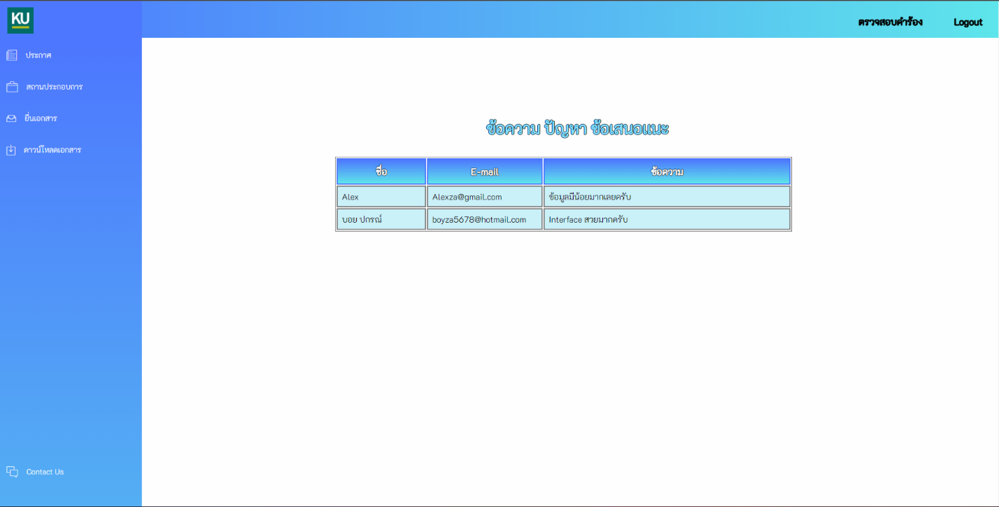 KU
ตรวจสอบคำร้อง Logout
ประกาศ
สถานประกอบการ
ยื่นเอกสาร
ดาวน์โหลดเอกสาร
ข้อความ ปัญหา ข้อเสนอแนะ
ชื่อ E-mail ข้อความ
Alex Alexza@gmail.com ข้อมูลมีน้อยมากเลยครับ
บอย ปกรณ์ boyza5678@hotmail.com Interface สวยมากครับ
Contact Us